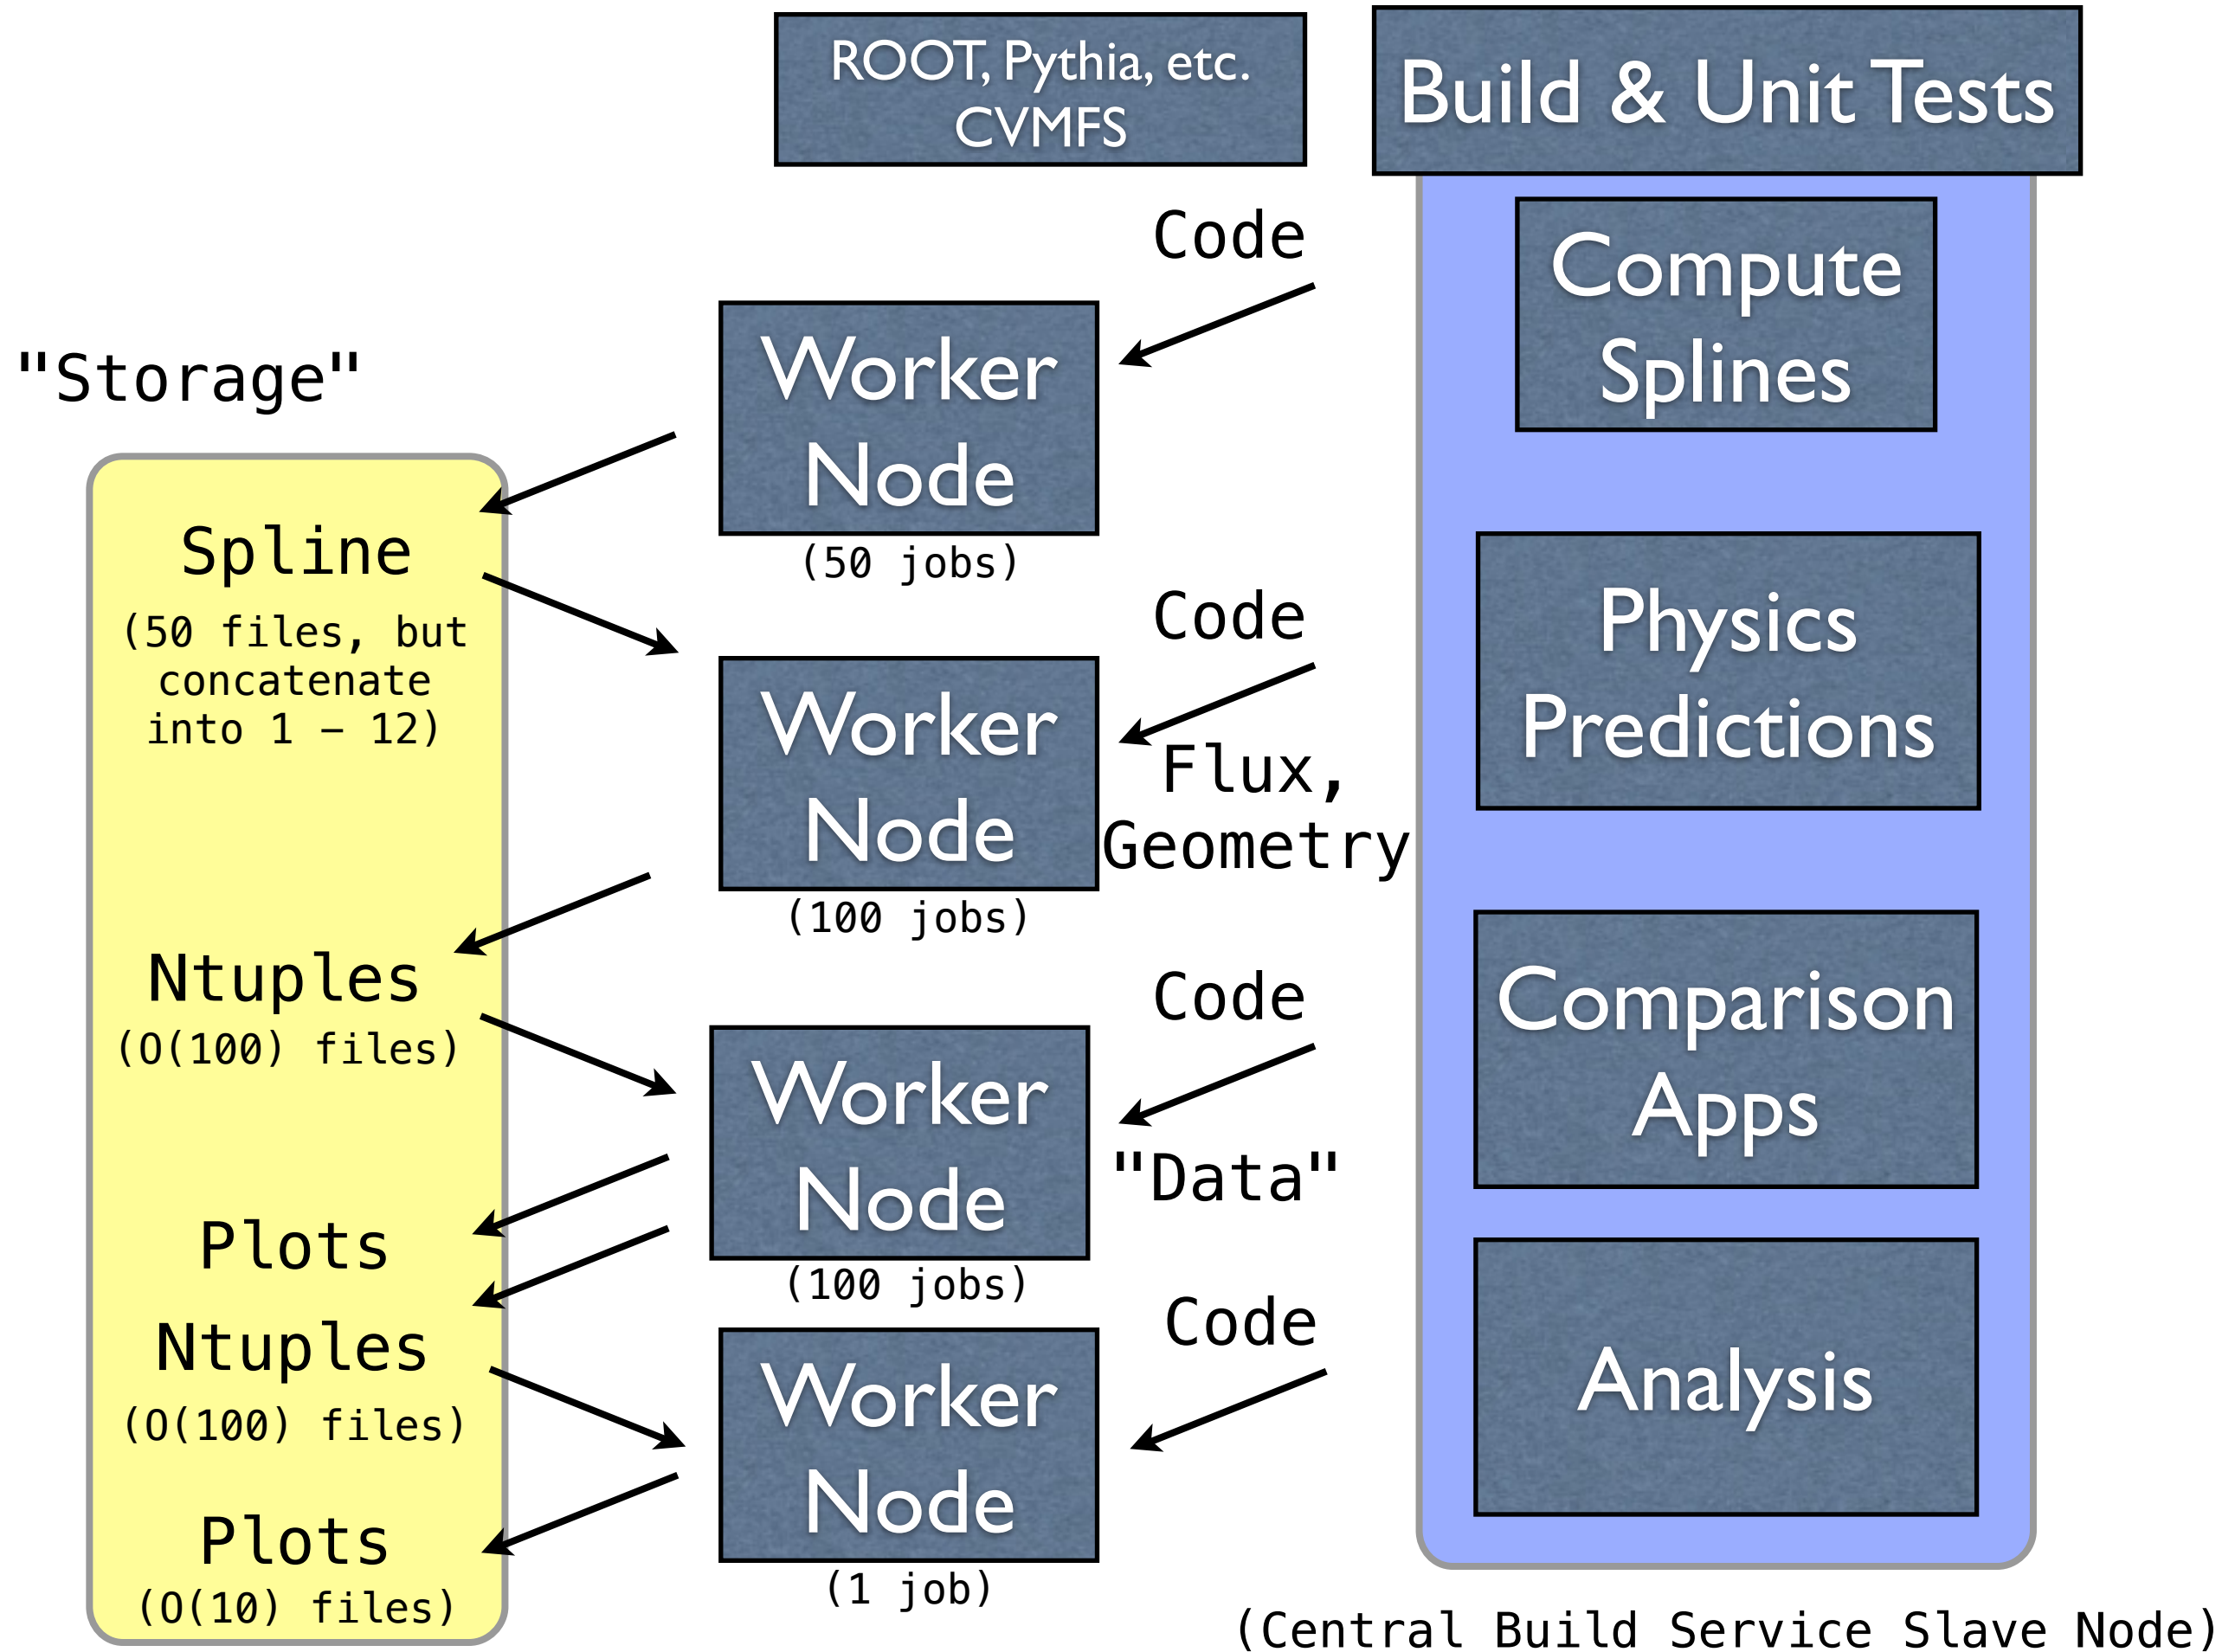 ROOT, Pythia, etc.
CVMFS
Build & Unit Tests
Code
Compute
Splines
"Storage"
Worker
Node
(50 jobs)
Spline
(50 files, but
concatenate
into 1 – 12)
Code
Physics
Predictions
Worker
Node
(100 jobs)
Flux,
Geometry
Ntuples
(O(100) files)
Code
Comparison
Apps
Worker
Node
(100 jobs)
"Data"
Plots
Ntuples
(O(100) files)
Code
Analysis
Worker
Node
(1 job)
Plots
(O(10) files)
(Central Build Service Slave Node)